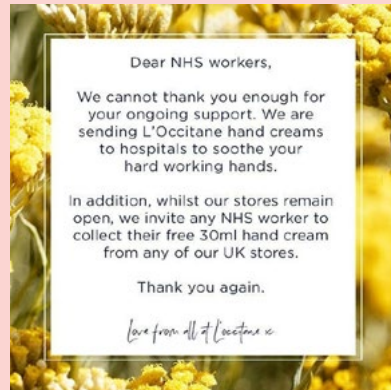 Dear NHS workers,
We cannot thank you enough for
your ongoing support. We are
sending L'Occitane hand creams
to hospitals to soothe your
hard working hands.
In addition, whilst our stores remain
open, we invite any NHS worker to
collect their free 30ml hand cream
from any of our UK stores.
Thank you again.
Love from all at L'occitane x